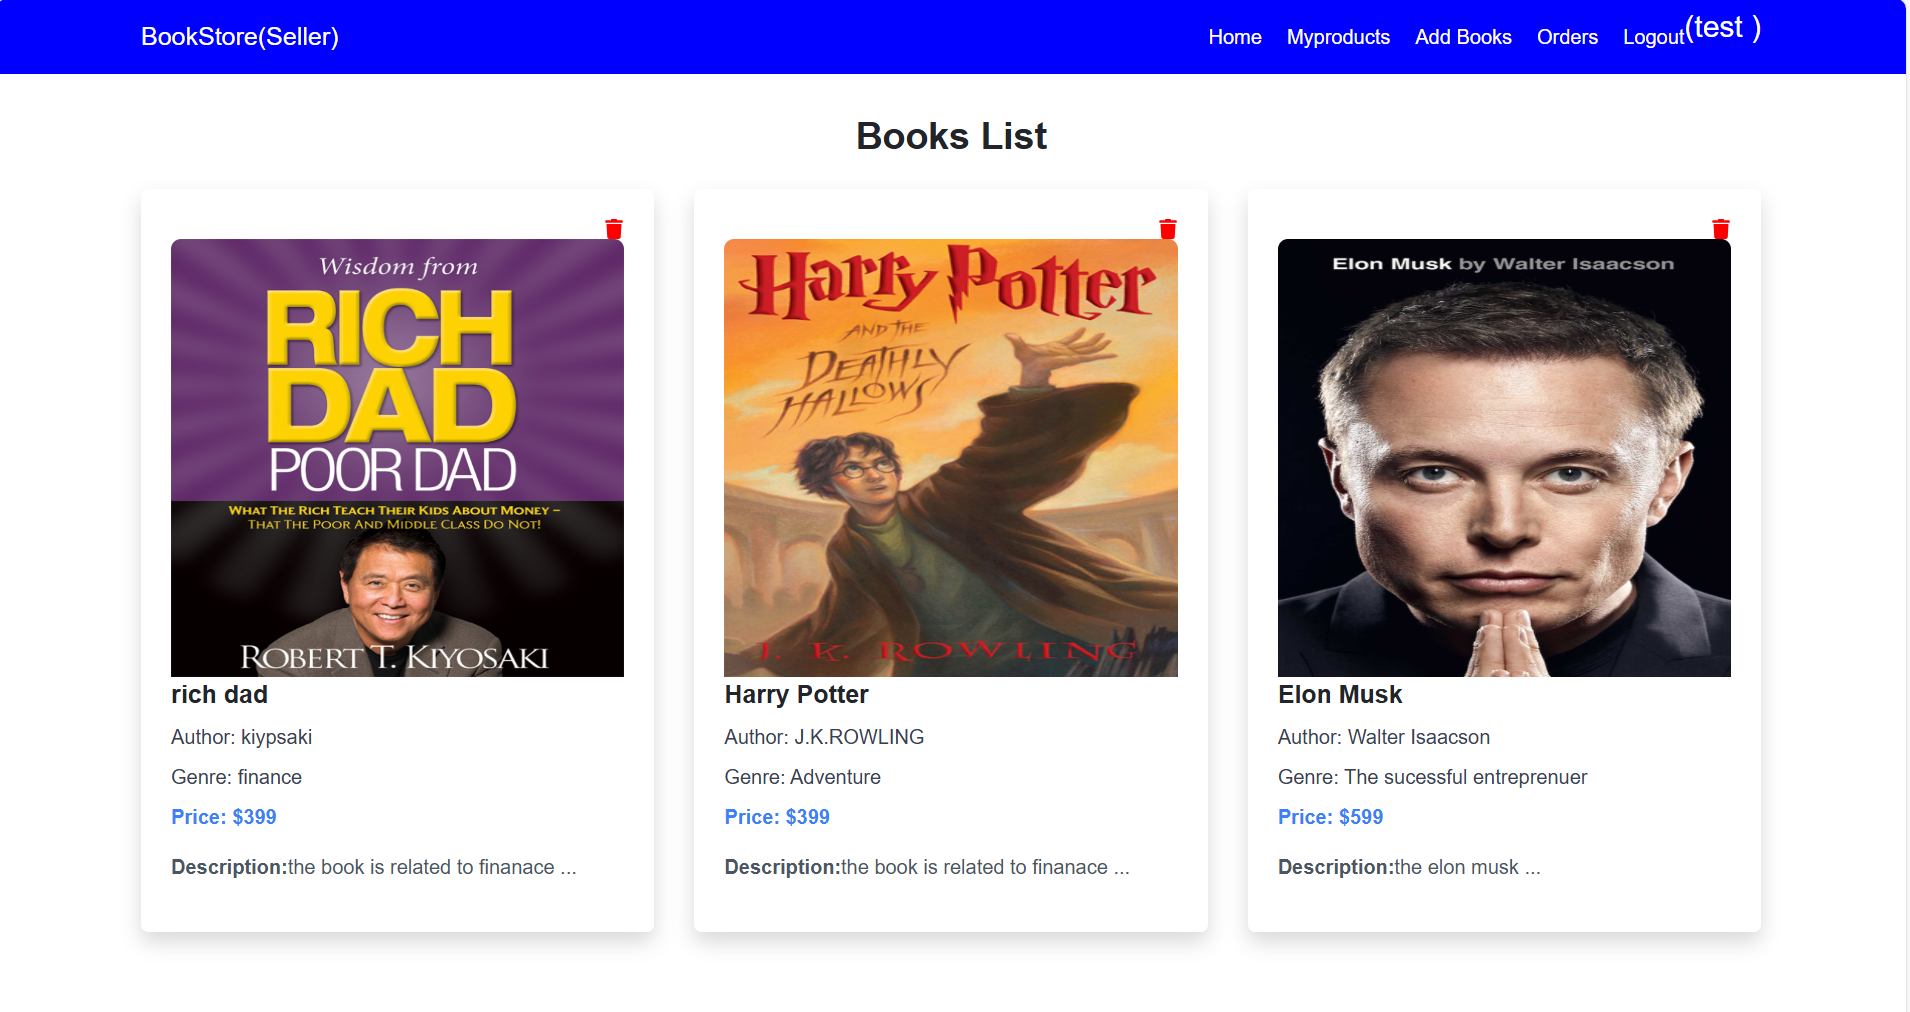 BookStore(Seller)
Home Myproducts Add Books Orders Logout(test )
Books List
Wisdom from
RICH
DAD
POOR DAD
WHAT THE RICH TEACH THEIR KIDS ABOUT MONEY –
THAT THE POOR AND MIDDLE CLASS DO NOT!
ROBERT T. KIYOSAKI
rich dad
Author: kiypsaki
Genre: finance
Price: $399
Description:the book is related to finanace ...
Harry Potter
AND THE
DEATHLY
HALLOWS
J. K. ROWLING
Harry Potter
Author: J.K.ROWLING
Genre: Adventure
Price: $399
Description:the book is related to finanace ...
Elon Musk by Walter Isaacson
Elon Musk
Author: Walter Isaacson
Genre: The sucessful entreprenuer
Price: $599
Description:the elon musk ...